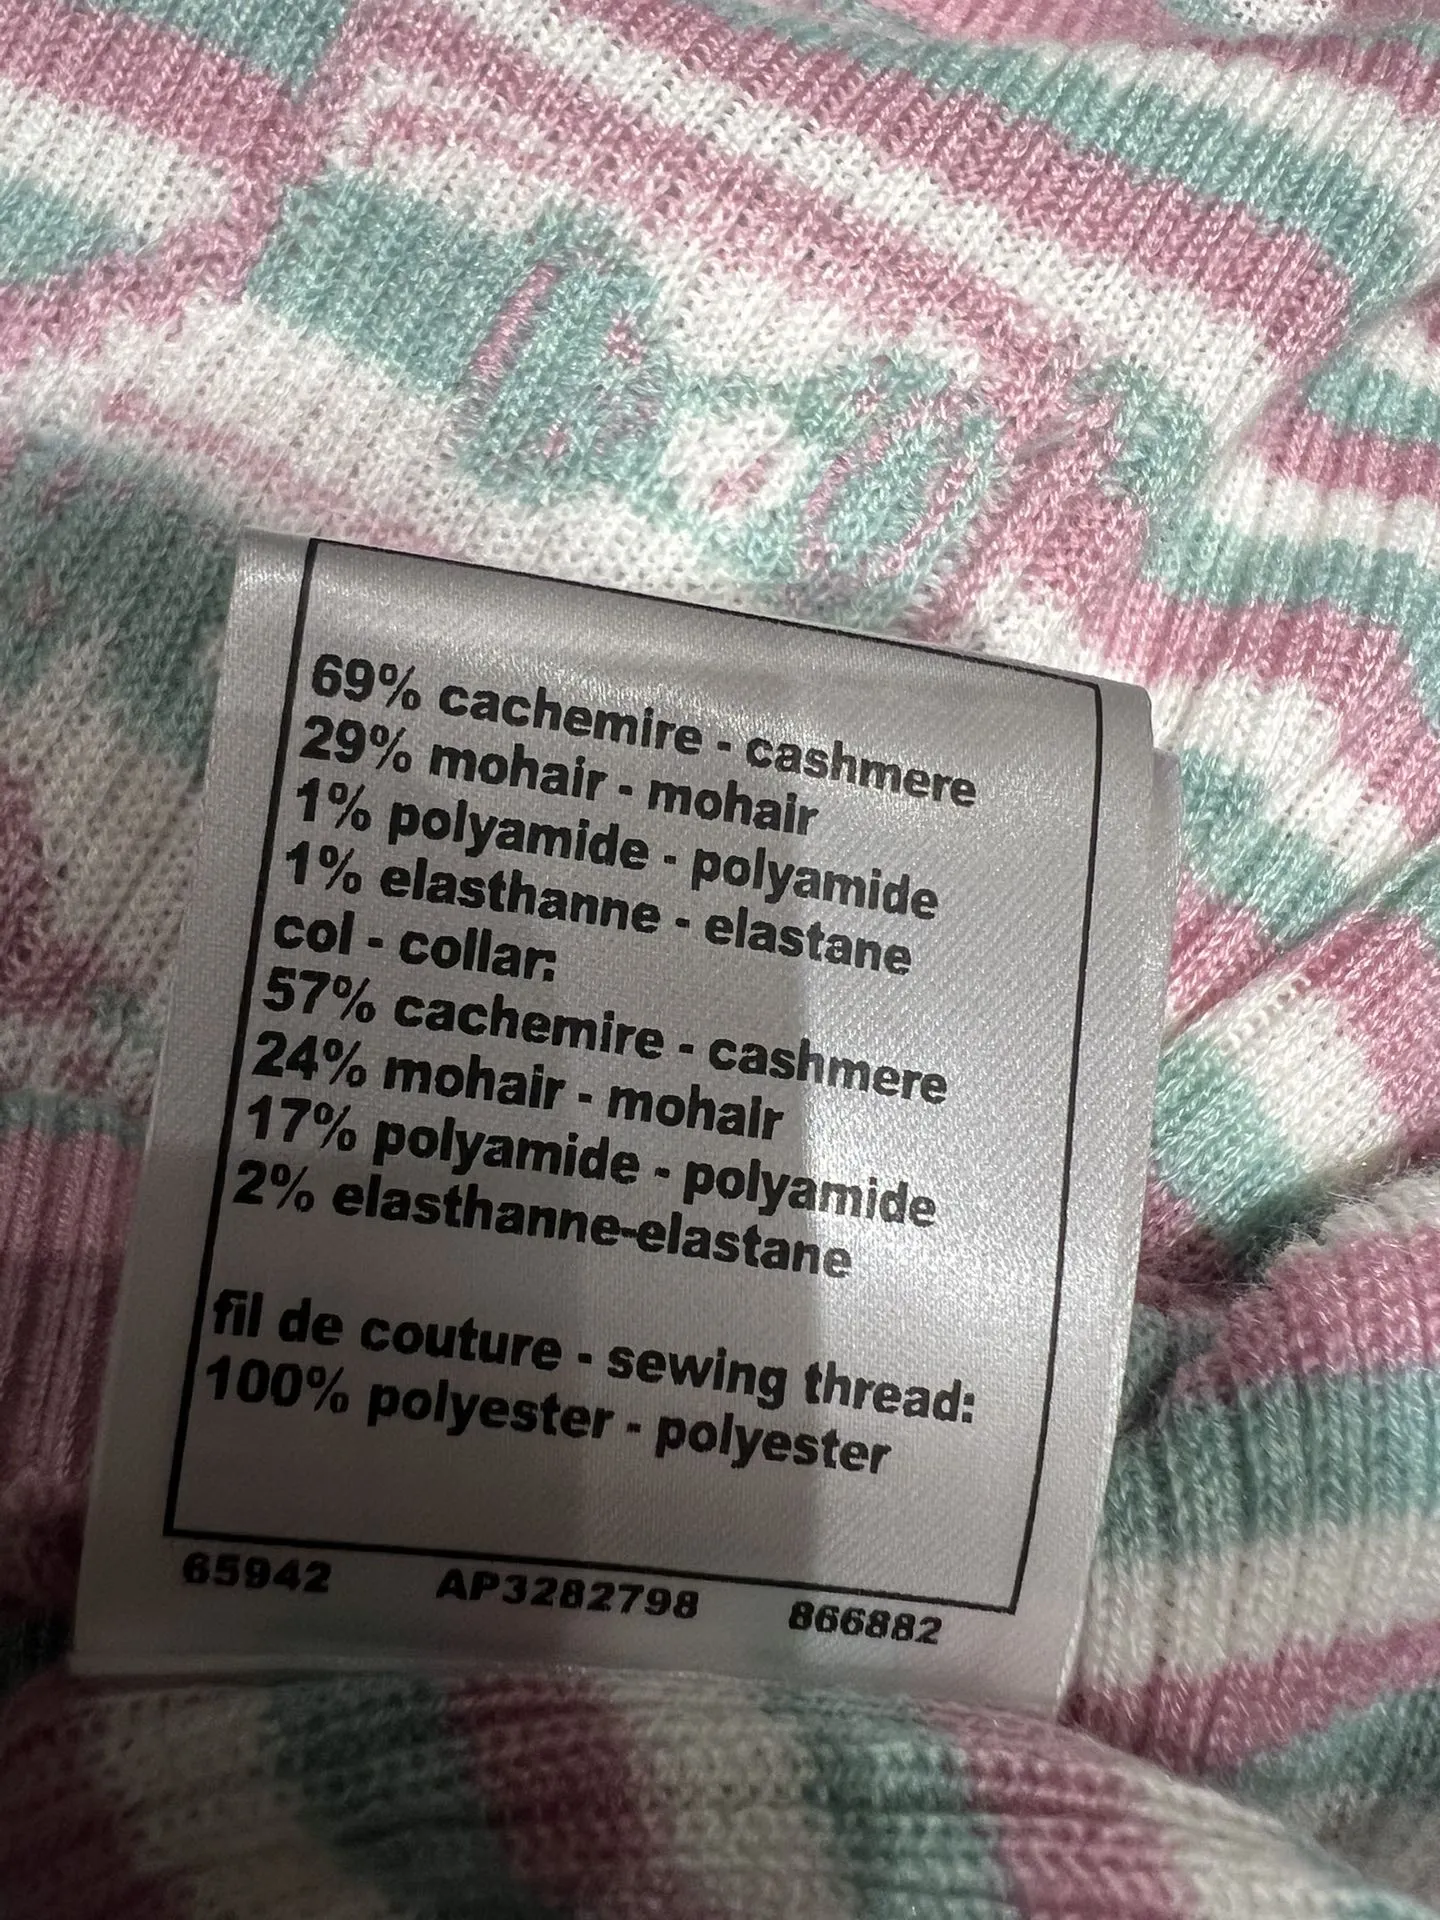 69% cachemire - cashmere
29% mohair - mohair
1% polyamide - polyamide
1% elasthanne - elastane
col - collar:
57% cachemire - cashmere
24% mohair - mohair
17% polyamide - polyamide
2% elasthanne-elastane
fil de couture - sewing thread:
100% polyester - polyester
65942 AP3282798 866882